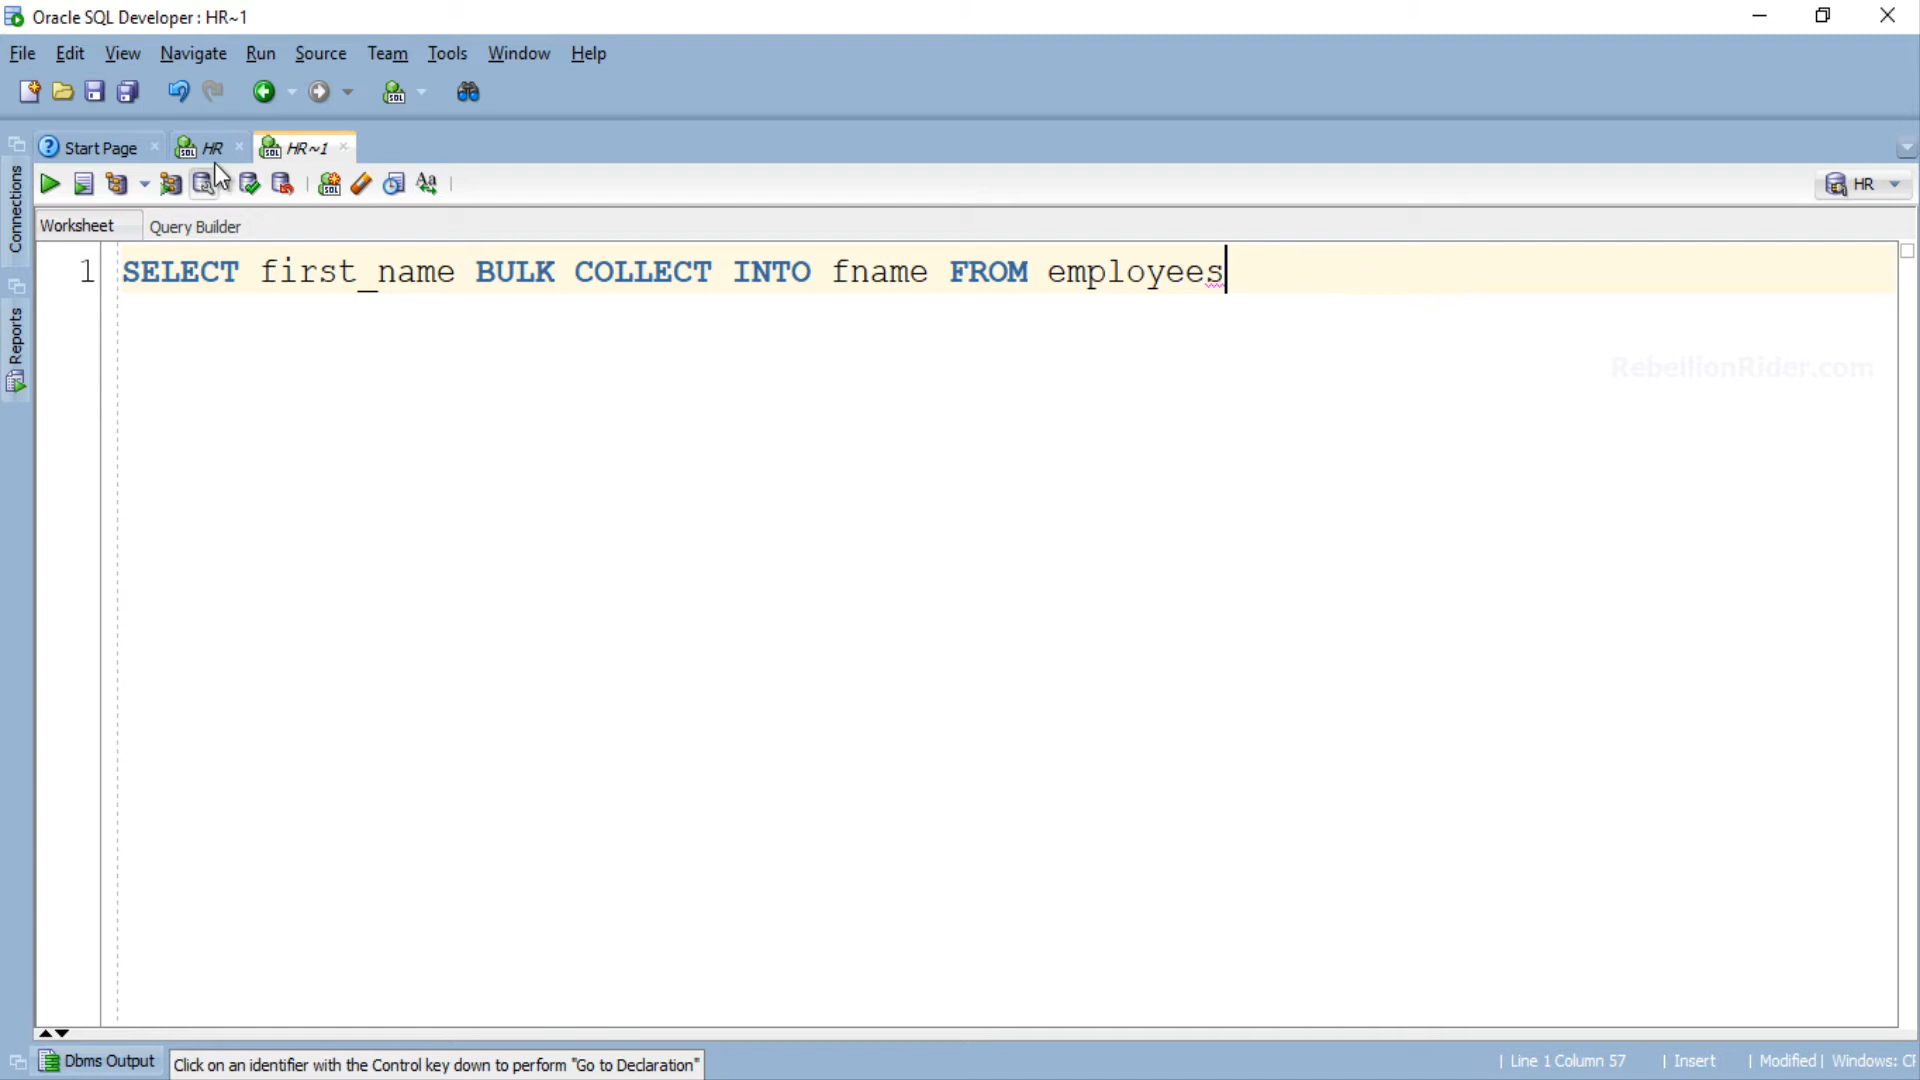 Oracle SQL Developer : HR~1
File Edit View Navigate Run Source Team Tools Window Help
Start Page HR HR~1
HR
Worksheet Query Builder
1 SELECT first_name BULK COLLECT INTO fname FROM employees
RebellionRider.com
Connections
Reports
Dbms Output Click on an identifier with the Control key down to perform "Go to Declaration" | Line 1 Column 57 | Insert | Modified | Windows: